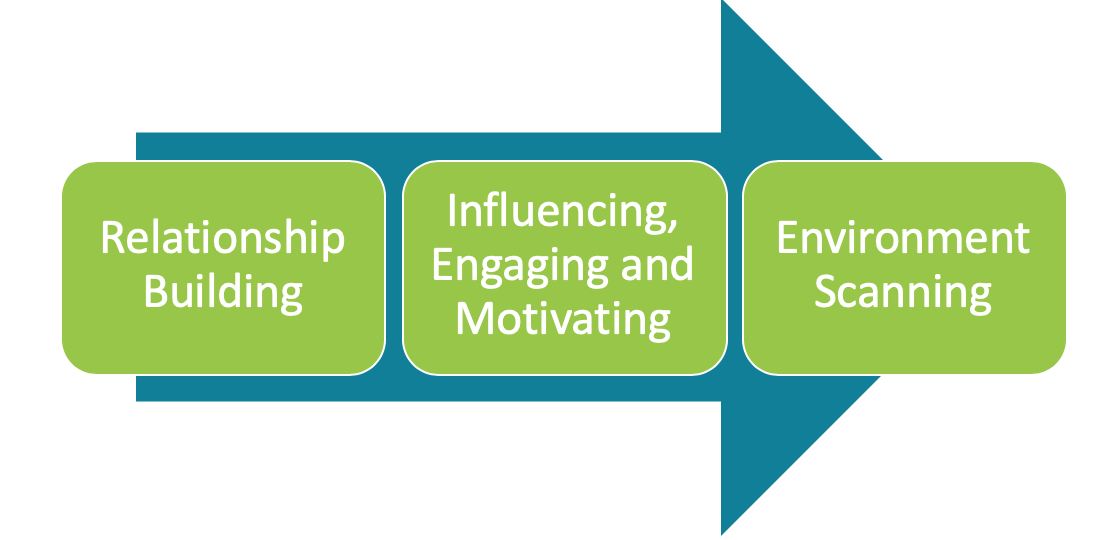 Relationship
Building
Influencing,
Engaging and
Motivating
Environment
Scanning